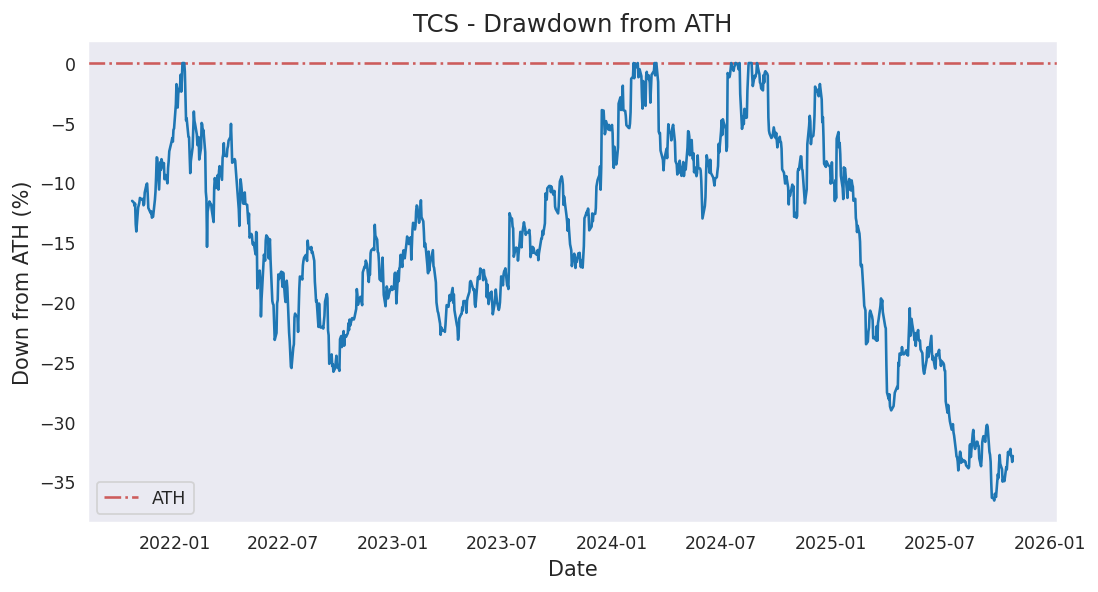 TCS - Drawdown from ATH
Down from ATH (%)
0
−5
−10
−15
−20
−25
−30
−35
ATH
2022-01 2022-07 2023-01 2023-07 2024-01 2024-07 2025-01 2025-07 2026-01
Date